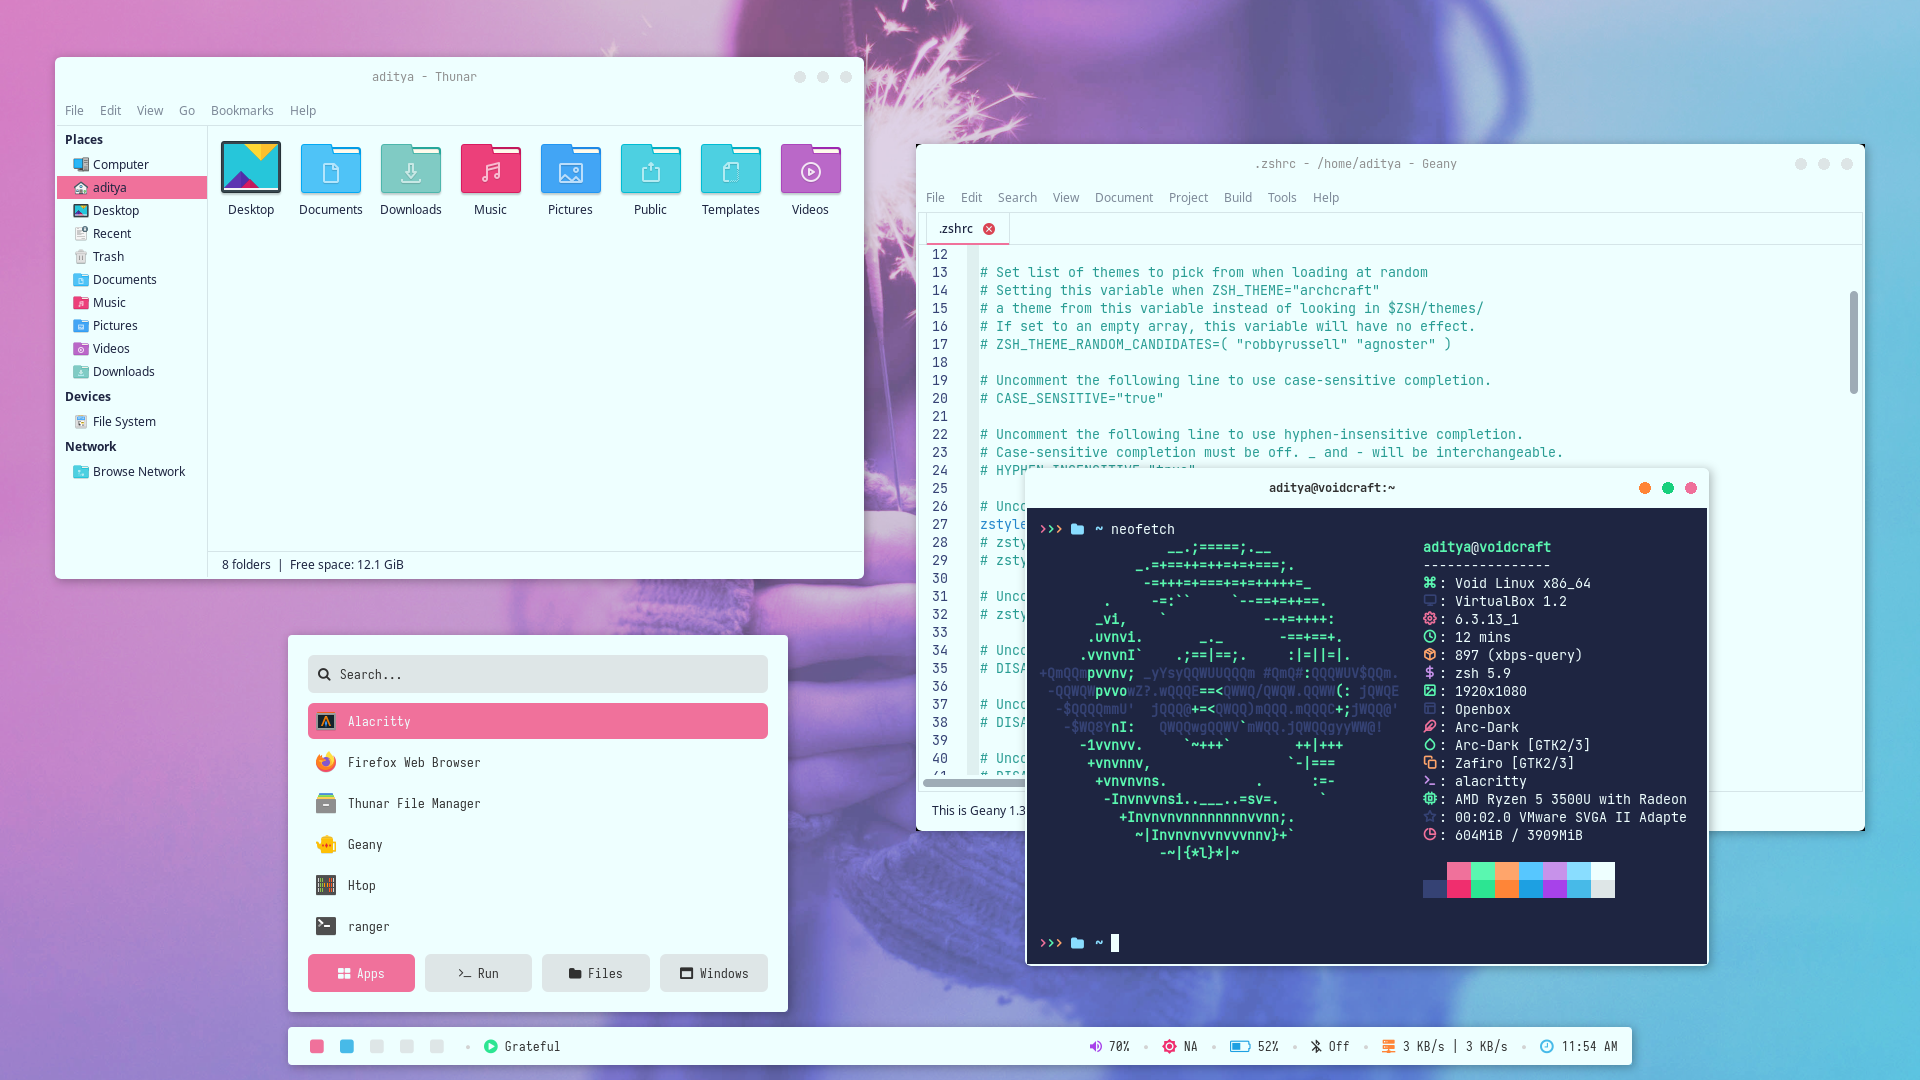 aditya - Thunar
File Edit View Go Bookmarks Help
Places
Computer
aditya
Desktop
Recent
Trash
Documents
Music
Pictures
Videos
Downloads
Devices
File System
Network
Browse Network
Desktop Documents Downloads Music Pictures Public Templates Videos
8 folders | Free space: 12.1 GiB
.zshrc - /home/aditya - Geany
File Edit Search View Document Project Build Tools Help
.zshrc
12
13 # Set list of themes to pick from when loading at random
14 # Setting this variable when ZSH_THEME="archcraft"
15 # a theme from this variable instead of looking in $ZSH/themes/
16 # If set to an empty array, this variable will have no effect.
17 # ZSH_THEME_RANDOM_CANDIDATES=( "robbyrussell" "agnoster" )
18
19 # Uncomment the following line to use case-sensitive completion.
20 # CASE_SENSITIVE="true"
21
22 # Uncomment the following line to use hyphen-insensitive completion.
23 # Case-sensitive completion must be off. _ and - will be interchangeable.
24 # HYPHEN_INSENSITIVE="true"
25
26 # Unco
27 zstyle
28 # zsty
29 # zsty
30
31 # Unco
32 # zsty
33
34 # Unco
35 # DISA
36
37 # Unco
38 # DISA
39
40 # Unco
41 # DISA
This is Geany 1.3
aditya@voidcraft:~
>>> ~ neofetch
aditya@voidcraft
----------------
: Void Linux x86_64
: VirtualBox 1.2
: 6.3.13_1
: 12 mins
: 897 (xbps-query)
: zsh 5.9
: 1920x1080
: Openbox
: Arc-Dark
: Arc-Dark [GTK2/3]
: Zafiro [GTK2/3]
: alacritty
: AMD Ryzen 5 3500U with Radeon
: 00:02.0 VMware SVGA II Adapte
: 604MiB / 3909MiB
>>> ~
Search...
Alacritty
Firefox Web Browser
Thunar File Manager
Geany
Htop
ranger
Apps Run Files Windows
Grateful 70% NA 52% Off 3 KB/s | 3 KB/s 11:54 AM